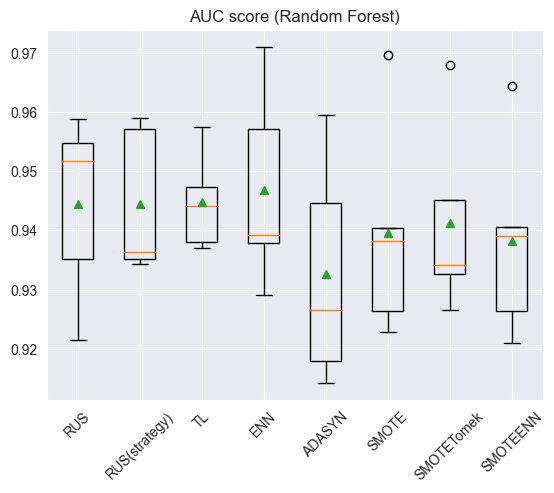 AUC score (Random Forest)
0.97
0.96
0.95
0.94
0.93
0.92
RUS
RUS(strategy)
TL
ENN
ADASYN
SMOTE
SMOTETomek
SMOTEENN